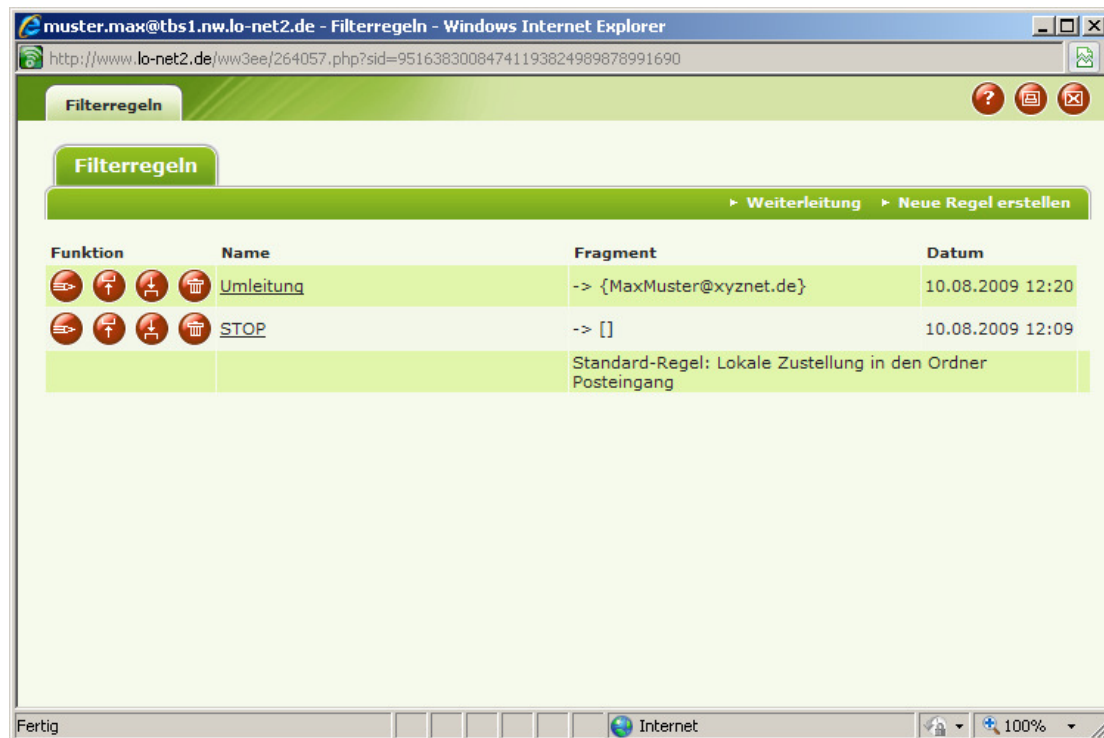 muster.max@tbs1.nw.lo-net2.de - Filterregeln - Windows Internet Explorer
http://www.lo-net2.de/ww3ee/264057.php?sid=95163830084741193824989878991690
Filterregeln
Filterregeln
Weiterleitung Neue Regel erstellen
Funktion Name Fragment Datum
Umleitung -> {MaxMuster@xyznet.de} 10.08.2009 12:20
STOP -> [] 10.08.2009 12:09
Standard-Regel: Lokale Zustellung in den Ordner
Posteingang
Fertig Internet 100%